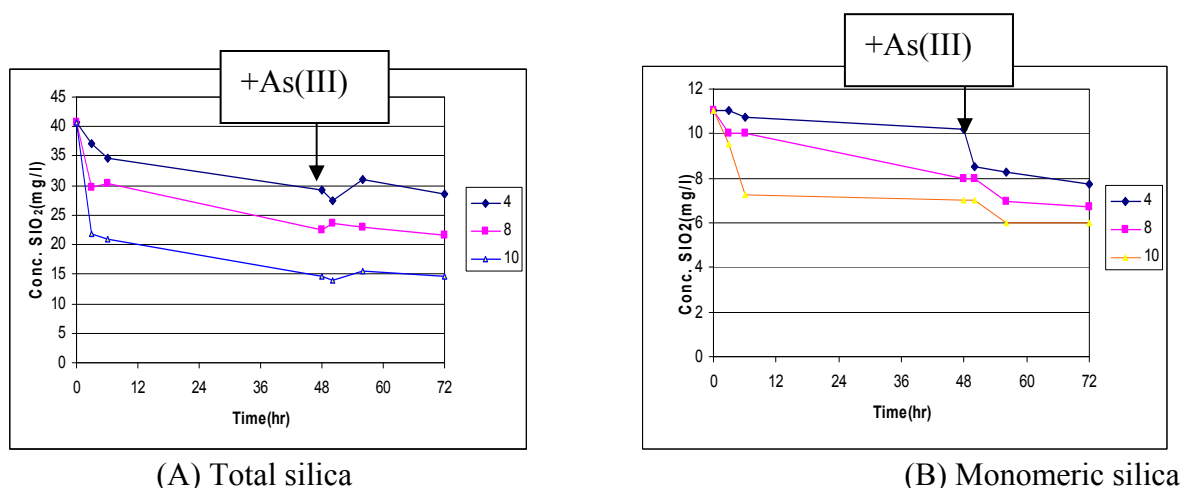 +As(III)
45
40
35
30
25
20
15
10
5
0
Conc. SIO₂(mg/l)
0 12 24 36 48 60 72
Time(hr)
4
8
10
(A) Total silica
+As(III)
12
10
8
6
4
2
0
Conc. SIO2(mg/l)
0 12 24 36 48 60 72
Time(hr)
4
8
10
(B) Monomeric silica